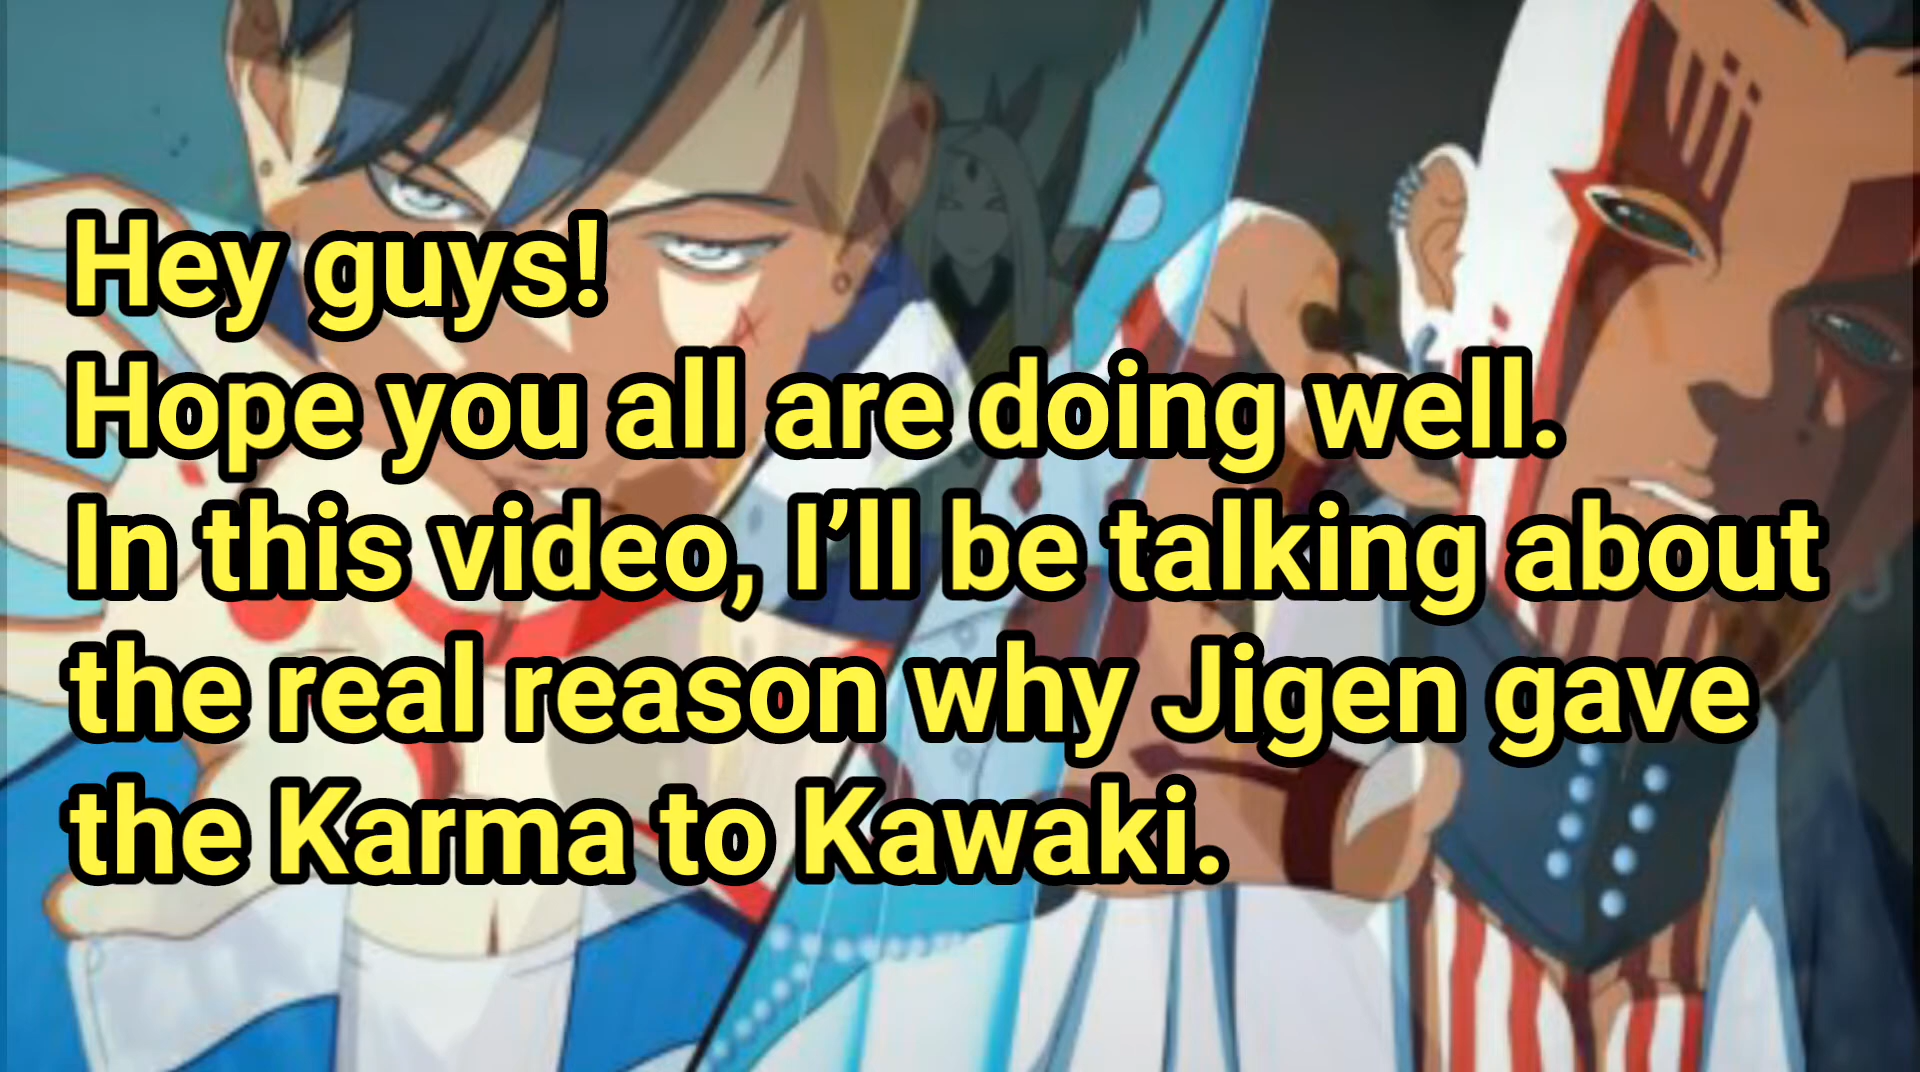 Hey guys!
Hope you all are doing well.
In this video, I’ll be talking about
the real reason why Jigen gave
the Karma to Kawaki.